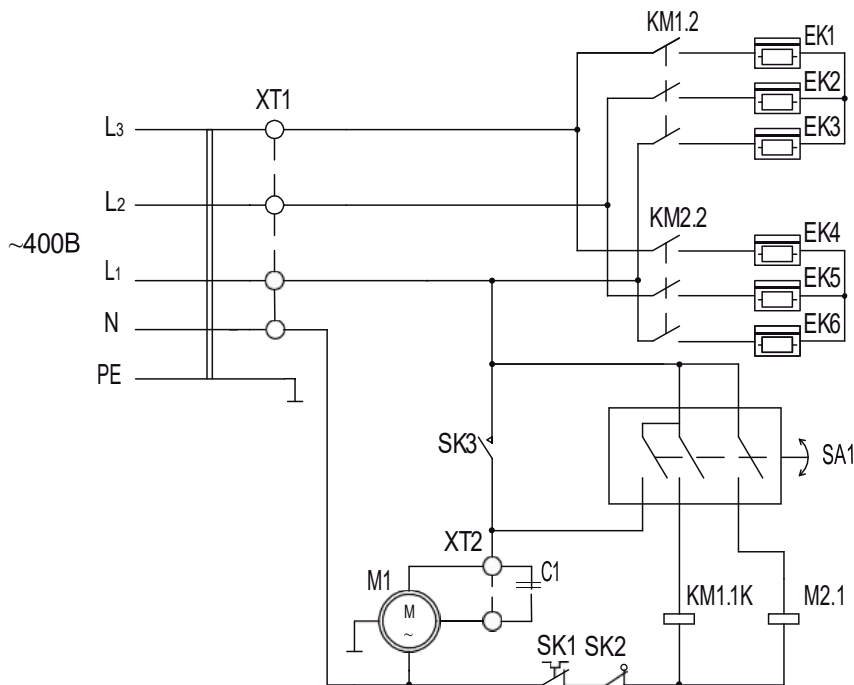 KM1.2
EK1
EK2
EK3
XT1
L3
L2
KM2.2
EK4
~400В
L1
EK5
N
EK6
PE
SK3
SA1
XT2
C1
M1
M
~
KM1.1K
M2.1
SK1
SK2